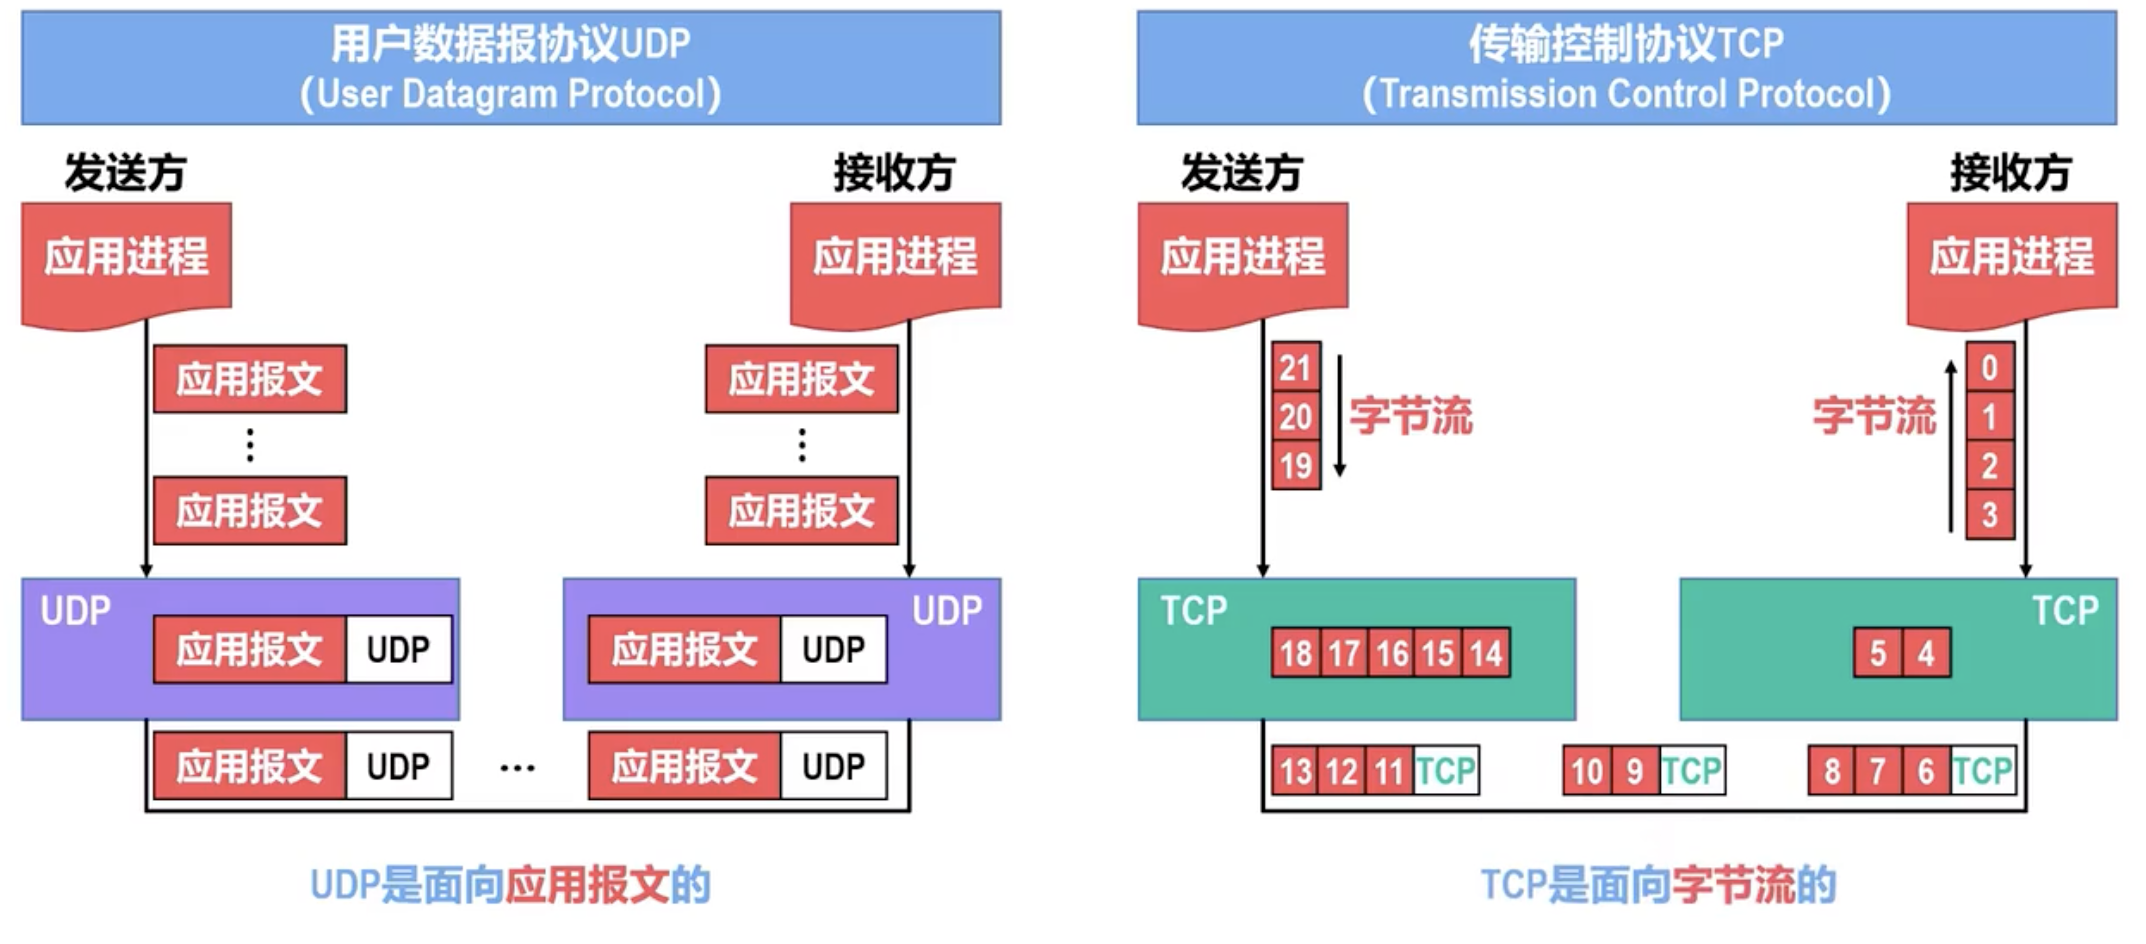 用户数据报协议UDP
(User Datagram Protocol)
发送方
接收方
应用进程
应用进程
应用报文
应用报文
应用报文
应用报文
UDP
UDP
应用报文 UDP
应用报文 UDP
应用报文 UDP
...
应用报文 UDP
UDP是面向应用报文的
传输控制协议TCP
(Transmission Control Protocol)
发送方
接收方
应用进程
应用进程
21
20
19
字节流
字节流
0
1
2
3
TCP
TCP
18 17 16 15 14
5 4
13 12 11 TCP
10 9 TCP
8 7 6 TCP
TCP是面向字节流的